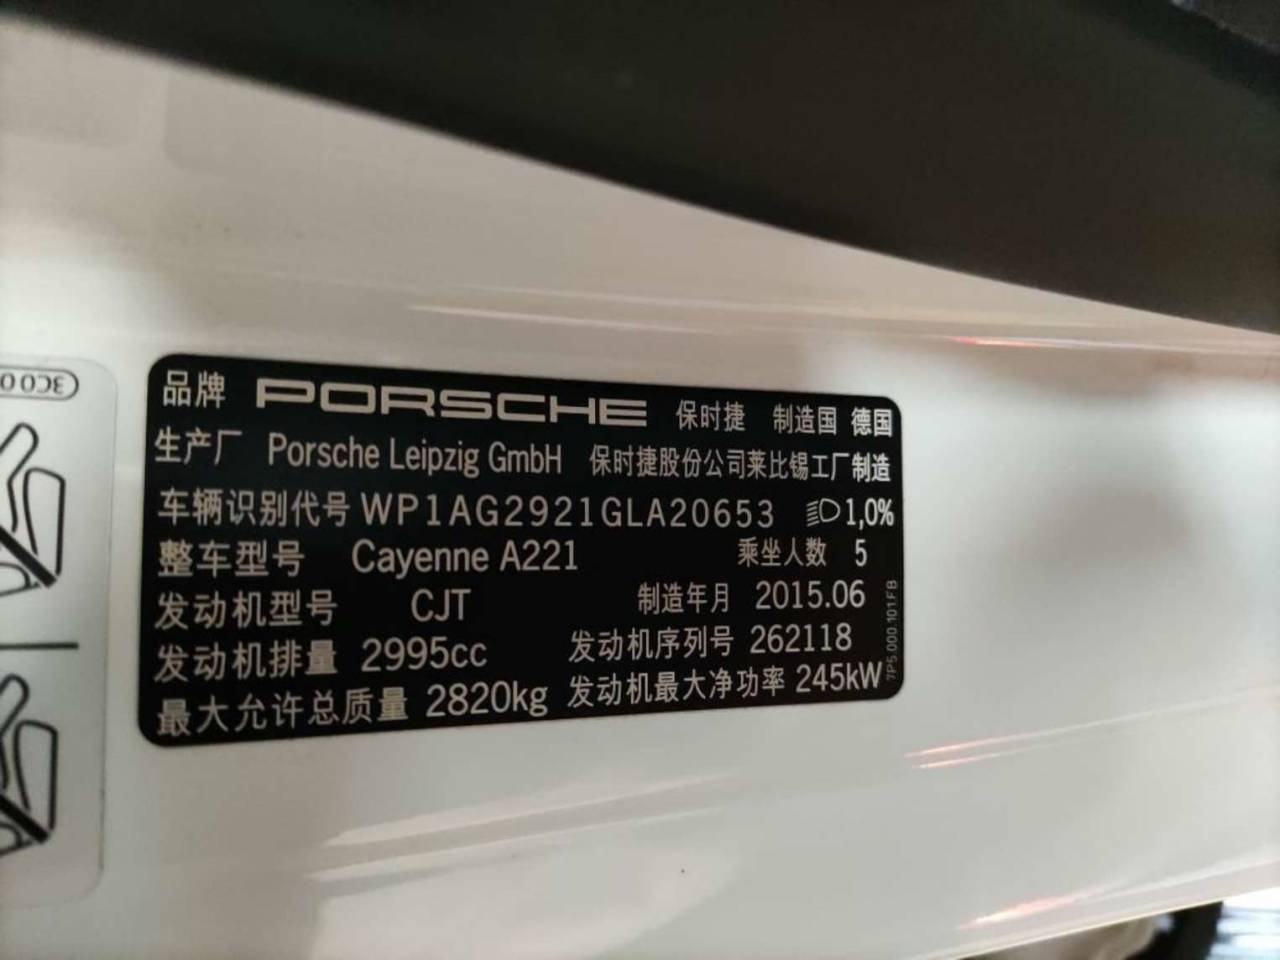 3C0 0
品牌 PORSCHE 保时捷 制造国 德国
生产厂 Porsche Leipzig GmbH 保时捷股份公司莱比锡工厂制造
车辆识别代号 WP1AG2921GLA20653 1,0%
整车型号 Cayenne A221 乘坐人数 5
发动机型号 CJT 制造年月 2015.06
发动机排量 2995cc 发动机序列号 262118
最大允许总质量 2820kg 发动机最大净功率 245kW
7P5.000.101.FB